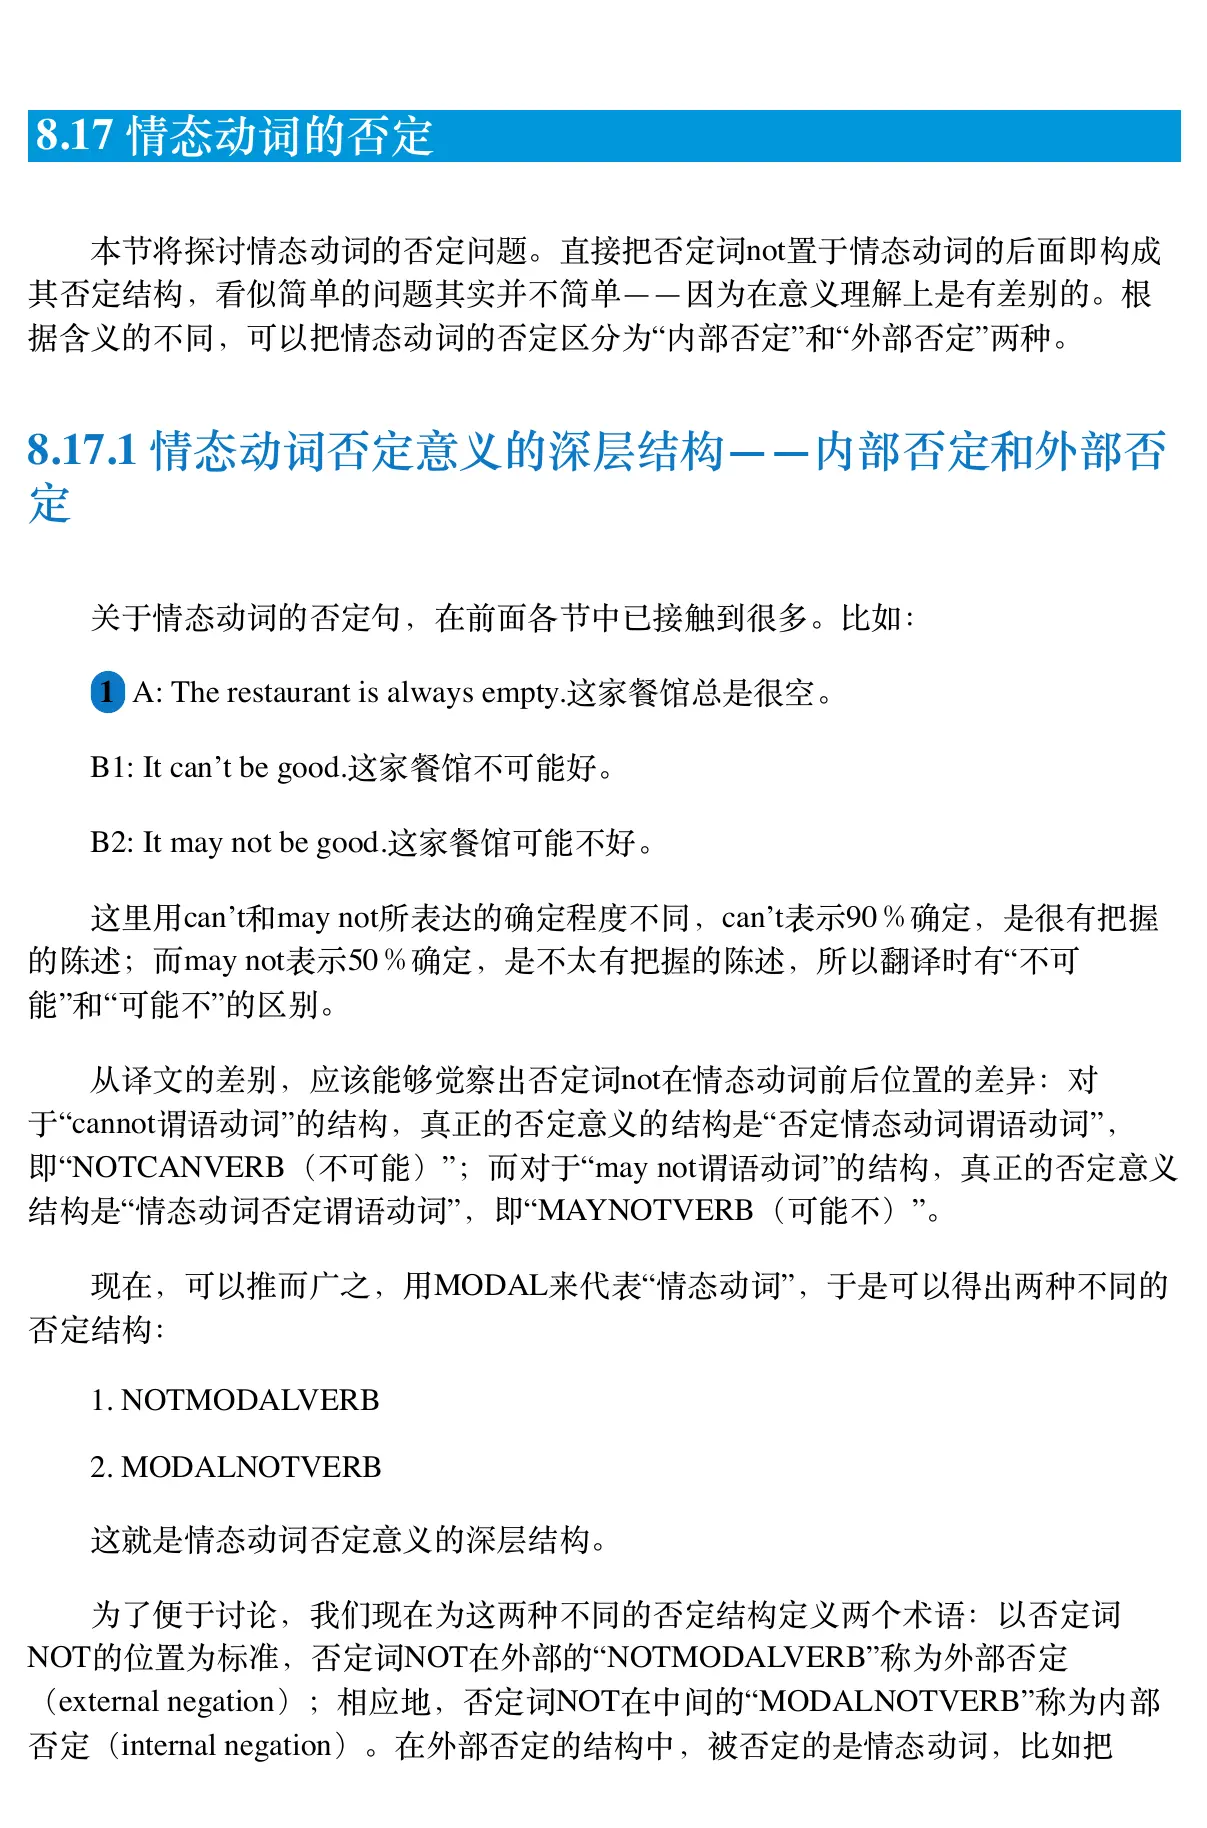 8.17 情态动词的否定
本节将探讨情态动词的否定问题。直接把否定词not置于情态动词的后面即构成
其否定结构，看似简单的问题其实并不简单——因为在意义理解上是有差别的。根
据含义的不同，可以把情态动词的否定区分为“内部否定”和“外部否定”两种。
8.17.1 情态动词否定意义的深层结构——内部否定和外部否
定
关于情态动词的否定句，在前面各节中已接触到很多。比如：
1 A: The restaurant is always empty.这家餐馆总是很空。
B1: It can’t be good.这家餐馆不可能好。
B2: It may not be good.这家餐馆可能不好。
这里用can’t和may not所表达的确定程度不同，can’t表示90％确定，是很有把握
的陈述；而may not表示50％确定，是不太有把握的陈述，所以翻译时有“不可
能”和“可能不”的区别。
从译文的差别，应该能够觉察出否定词not在情态动词前后位置的差异：对
于“cannot谓语动词”的结构，真正的否定意义的结构是“否定情态动词谓语动词”，
即“NOTCANVERB（不可能）”；而对于“may not谓语动词”的结构，真正的否定意义
结构是“情态动词否定谓语动词”，即“MAYNOTVERB（可能不）”。
现在，可以推而广之，用MODAL来代表“情态动词”，于是可以得出两种不同的
否定结构：
1. NOTMODALVERB
2. MODALNOTVERB
这就是情态动词否定意义的深层结构。
为了便于讨论，我们现在为这两种不同的否定结构定义两个术语：以否定词
NOT的位置为标准，否定词NOT在外部的“NOTMODALVERB”称为外部否定
（external negation）；相应地，否定词NOT在中间的“MODALNOTVERB”称为内部
否定（internal negation）。在外部否定的结构中，被否定的是情态动词，比如把